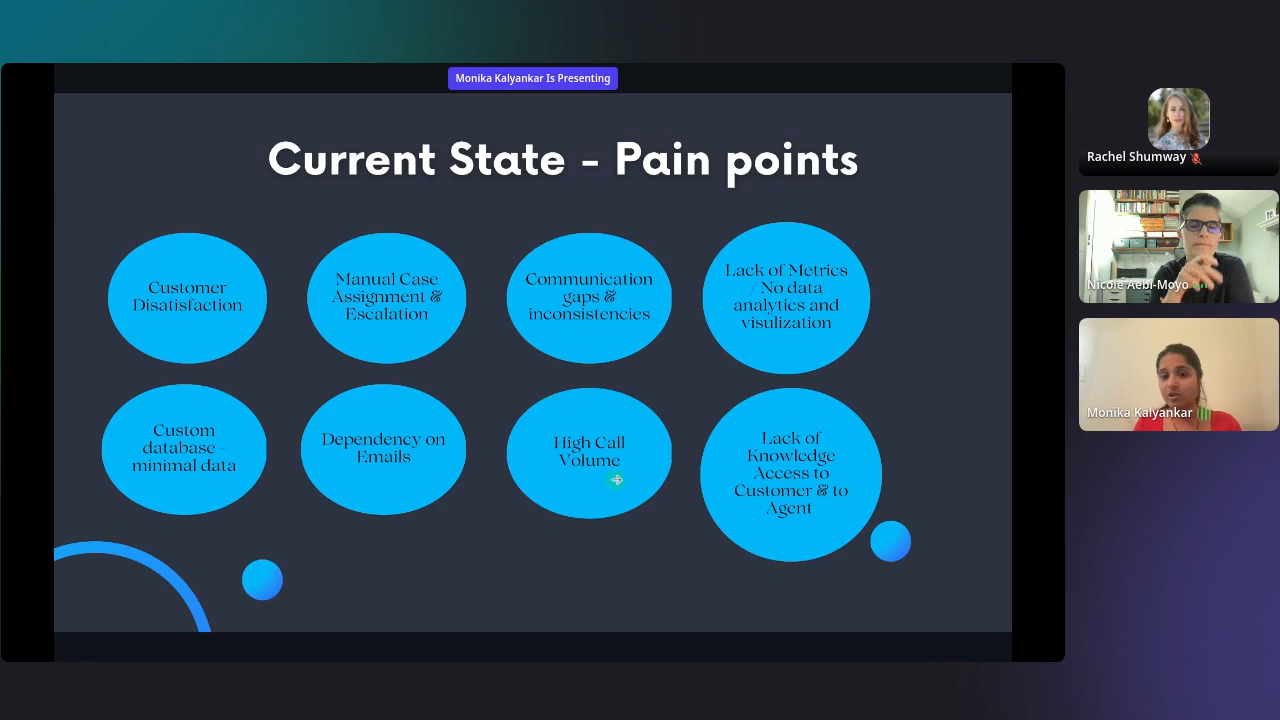 Monika Kalyankar Is Presenting
Current State - Pain points
Customer
Disatisfaction
Manual Case
Assignment &
Escalation
Communication
gaps &
inconsistencies
Lack of Metrics
/ No data
analytics and
visulization
Custom
database -
minimal data
Dependency on
Emails
High Call
Volume
Lack of
Knowledge
Access to
Customer & to
Agent
Rachel Shumway
Nicole Aebi-Moyo
Monika Kalyankar